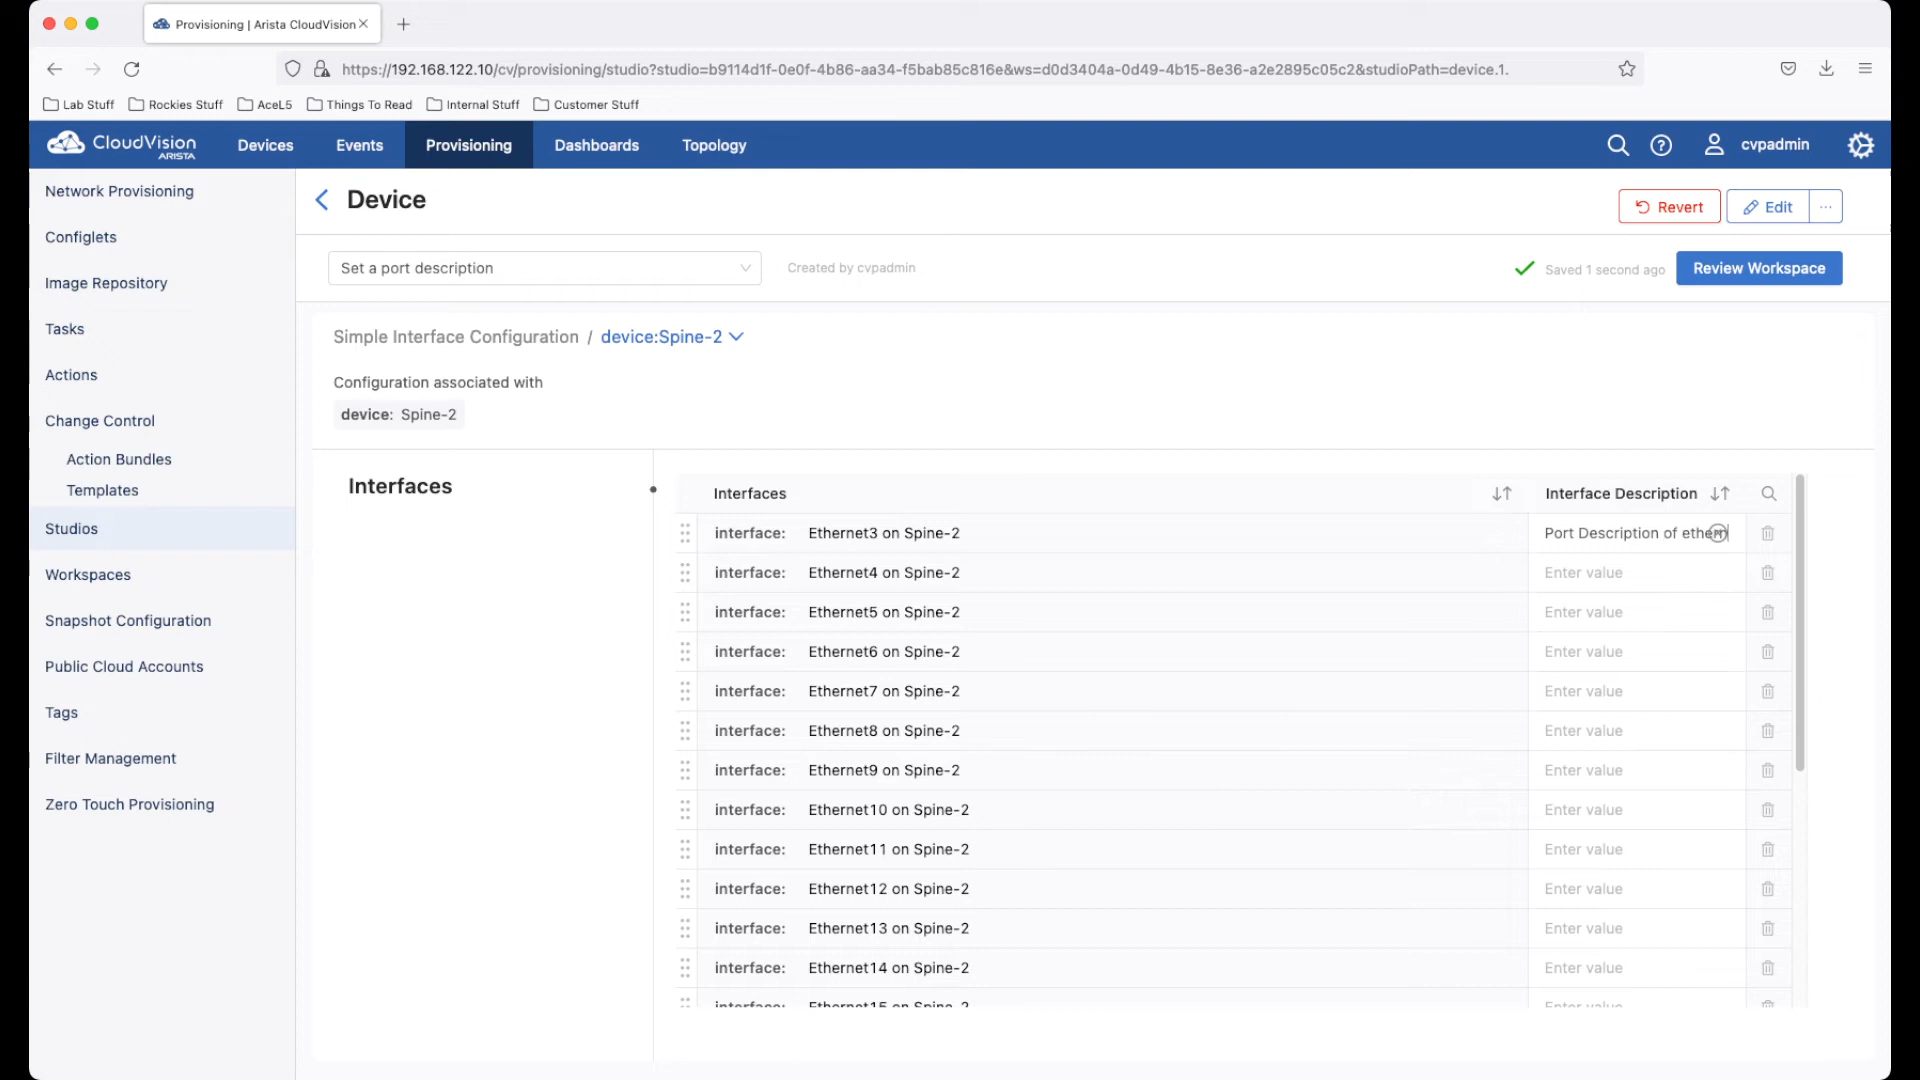 Provisioning | Arista CloudVision
https://192.168.122.10/cv/provisioning/studio?studio=b9114d1f-0e0f-4b86-aa34-f5bab85c816e&ws=d0d3404a-0d49-4b15-8e36-a2e2895c05c2&studioPath=device.1.
Lab Stuff Rockies Stuff AceL5 Things To Read Internal Stuff Customer Stuff
CloudVision ARISTA Devices Events Provisioning Dashboards Topology cvpadmin
Network Provisioning
Configlets
Image Repository
Tasks
Actions
Change Control
Action Bundles
Templates
Studios
Workspaces
Snapshot Configuration
Public Cloud Accounts
Tags
Filter Management
Zero Touch Provisioning
Device
Revert Edit ...
Set a port description Created by cvpadmin Saved 1 second ago Review Workspace
Simple Interface Configuration / device:Spine-2
Configuration associated with
device: Spine-2
Interfaces
Interfaces Interface Description
interface: Ethernet3 on Spine-2 Port Description of
interface: Ethernet4 on Spine-2 Enter value
interface: Ethernet5 on Spine-2 Enter value
interface: Ethernet6 on Spine-2 Enter value
interface: Ethernet7 on Spine-2 Enter value
interface: Ethernet8 on Spine-2 Enter value
interface: Ethernet9 on Spine-2 Enter value
interface: Ethernet10 on Spine-2 Enter value
interface: Ethernet11 on Spine-2 Enter value
interface: Ethernet12 on Spine-2 Enter value
interface: Ethernet13 on Spine-2 Enter value
interface: Ethernet14 on Spine-2 Enter value
interface: Ethernet15 on Spine-2 Enter value